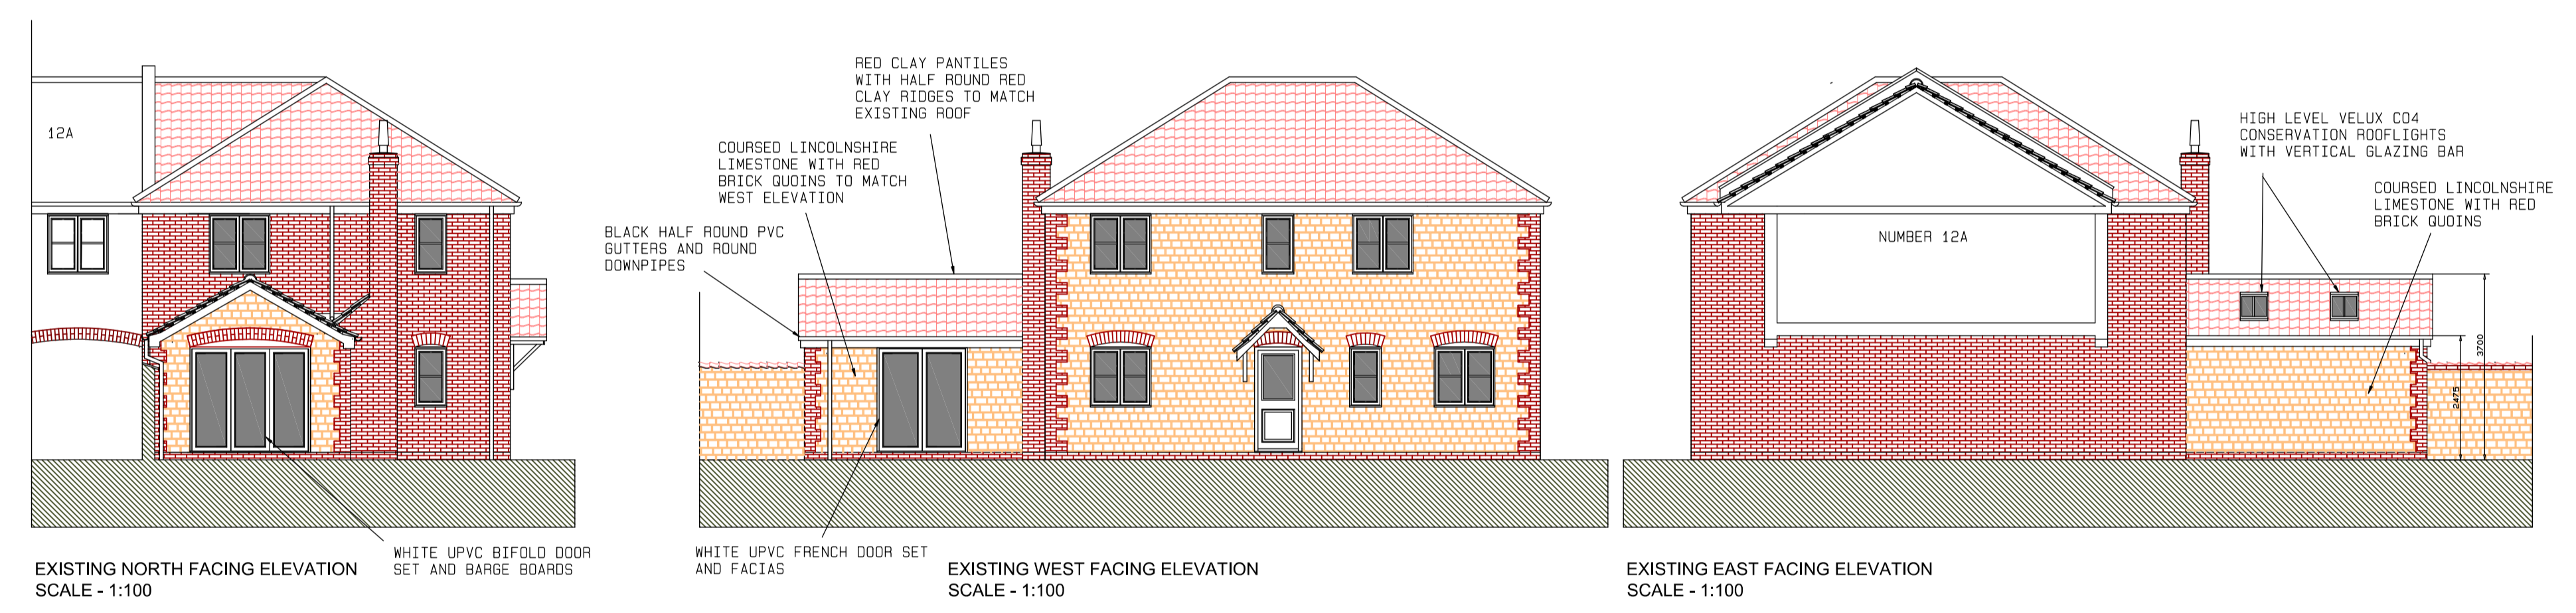 12A
WHITE UPVC BIFOLD DOOR
SET AND BARGE BOARDS
EXISTING NORTH FACING ELEVATION
SCALE - 1:100
RED CLAY PANTILES
WITH HALF ROUND RED
CLAY RIDGES TO MATCH
EXISTING ROOF
COURSED LINCOLNSHIRE
LIMESTONE WITH RED
BRICK QUOINS TO MATCH
WEST ELEVATION
BLACK HALF ROUND PVC
GUTTERS AND ROUND
DOWNPIPES
WHITE UPVC FRENCH DOOR SET
AND FACIAS
EXISTING WEST FACING ELEVATION
SCALE - 1:100
NUMBER 12A
HIGH LEVEL VELUX CO4
CONSERVATION ROOFLIGHTS
WITH VERTICAL GLAZING BAR
COURSED LINCOLNSHIRE
LIMESTONE WITH RED
BRICK QUOINS
3700
2475
EXISTING EAST FACING ELEVATION
SCALE - 1:100